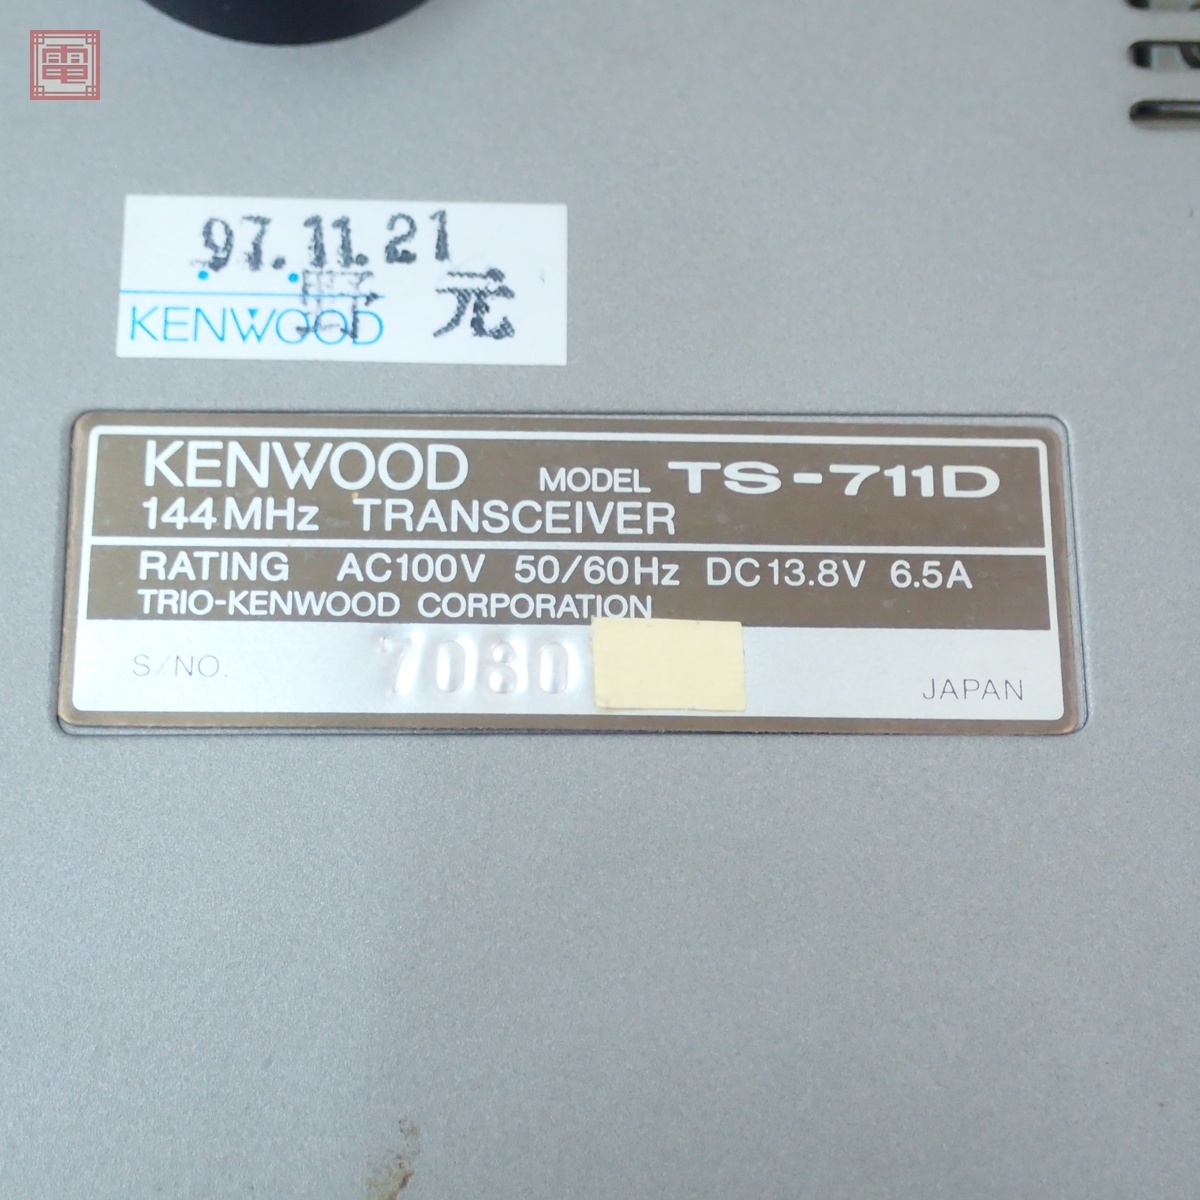 電
97.11.21
野 元
KENWOOD
KENWOOD MODEL TS-711D
144MHz TRANSCEIVER
RATING AC100V 50/60Hz DC13.8V 6.5A
TRIO-KENWOOD CORPORATION
S/NO. 7080
JAPAN